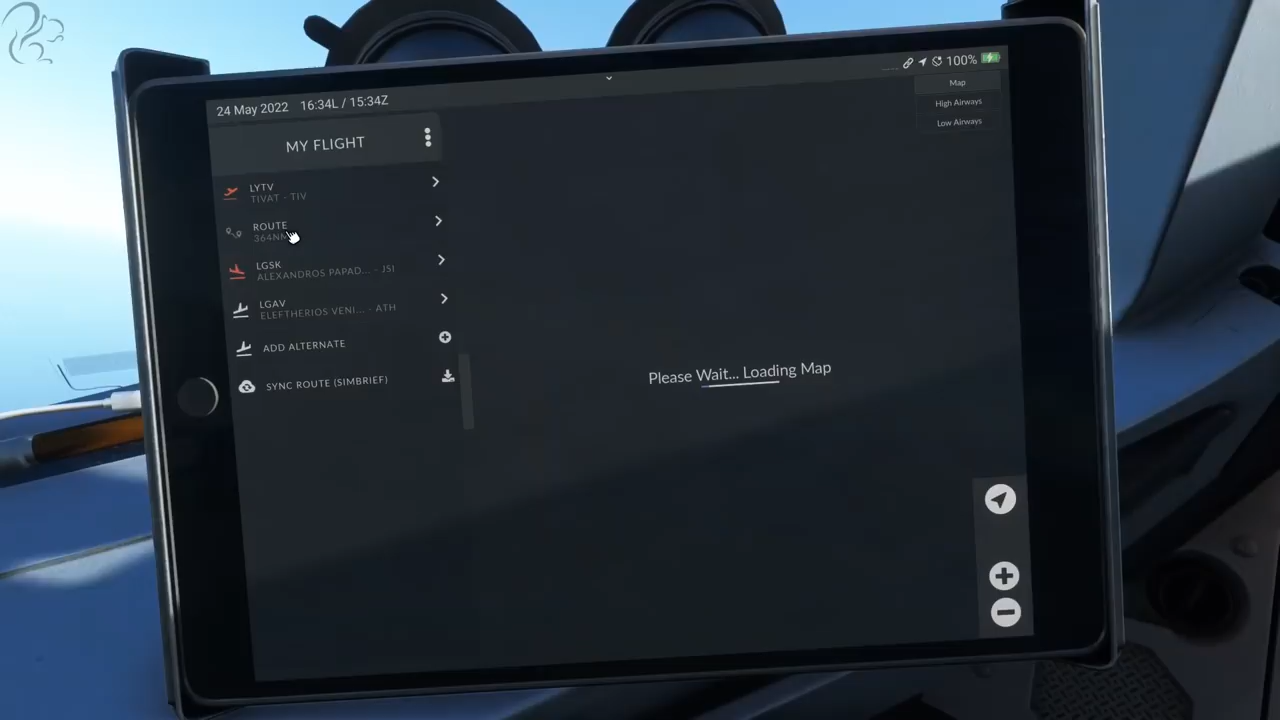 24 May 2022 16:34L / 15:34Z
100%
MY FLIGHT
Map
High Airways
Low Airways
LYTV
TIVAT - TIV
ROUTE
LGSK
ALEXANDROS PAPAD... - JSI
LGAV
ELEFTHERIOS VENI... - ATH
ADD ALTERNATE
SYNC ROUTE (SIMBRIEF)
Please Wait... Loading Map